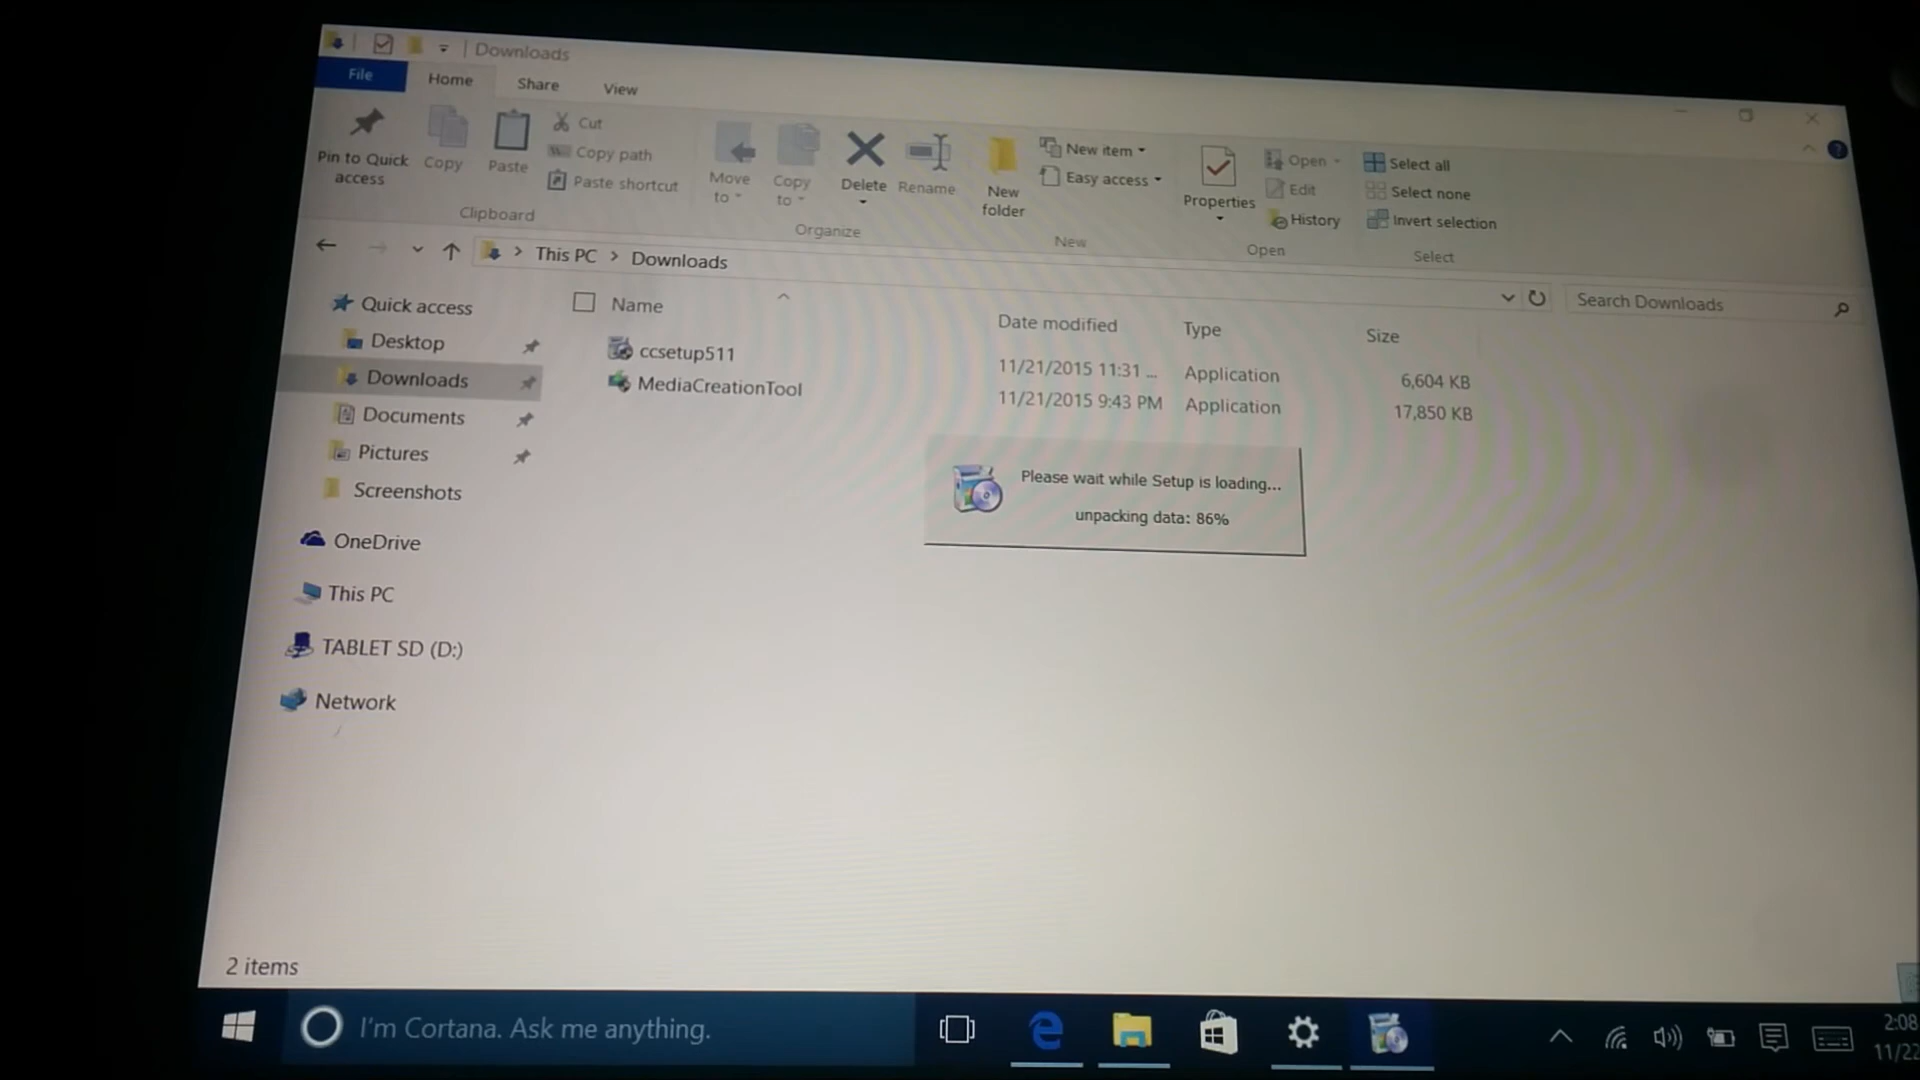 Downloads
File Home Share View
Pin to Quick access
Copy
Paste
Cut
Copy path
Paste shortcut
Clipboard
Move to
Copy to
Delete
Rename
Organize
New folder
New item
Easy access
New
Properties
Open
Edit
History
Open
Select all
Select none
Invert selection
Select
This PC > Downloads
Search Downloads
Quick access
Desktop
Downloads
Documents
Pictures
Screenshots
OneDrive
This PC
TABLET SD (D:)
Network
Name Date modified Type Size
ccsetup511 11/21/2015 11:31 ... Application 6,604 KB
MediaCreationTool 11/21/2015 9:43 PM Application 17,850 KB
Please wait while Setup is loading...
unpacking data: 86%
2 items
I'm Cortana. Ask me anything.
2:08
11/22